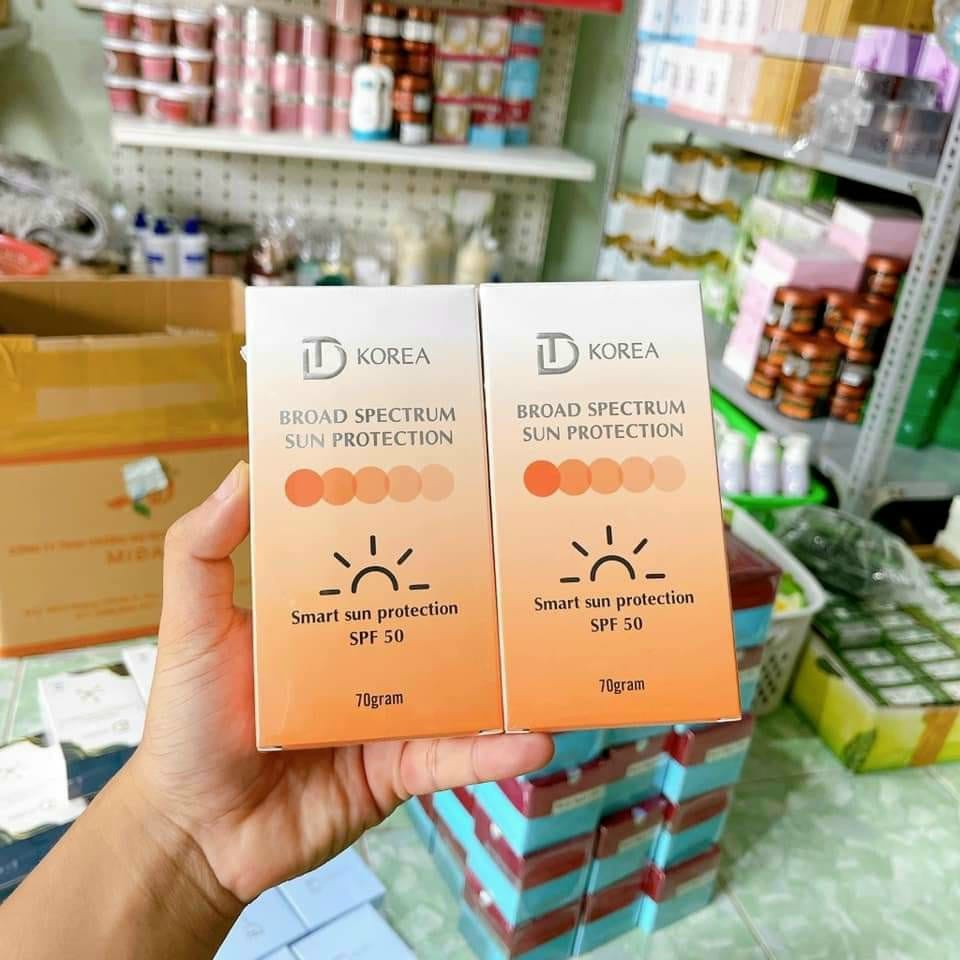 TD KOREA
BROAD SPECTRUM
SUN PROTECTION
Smart sun protection
SPF 50
70gram
TD KOREA
BROAD SPECTRUM
SUN PROTECTION
Smart sun protection
SPF 50
70gram